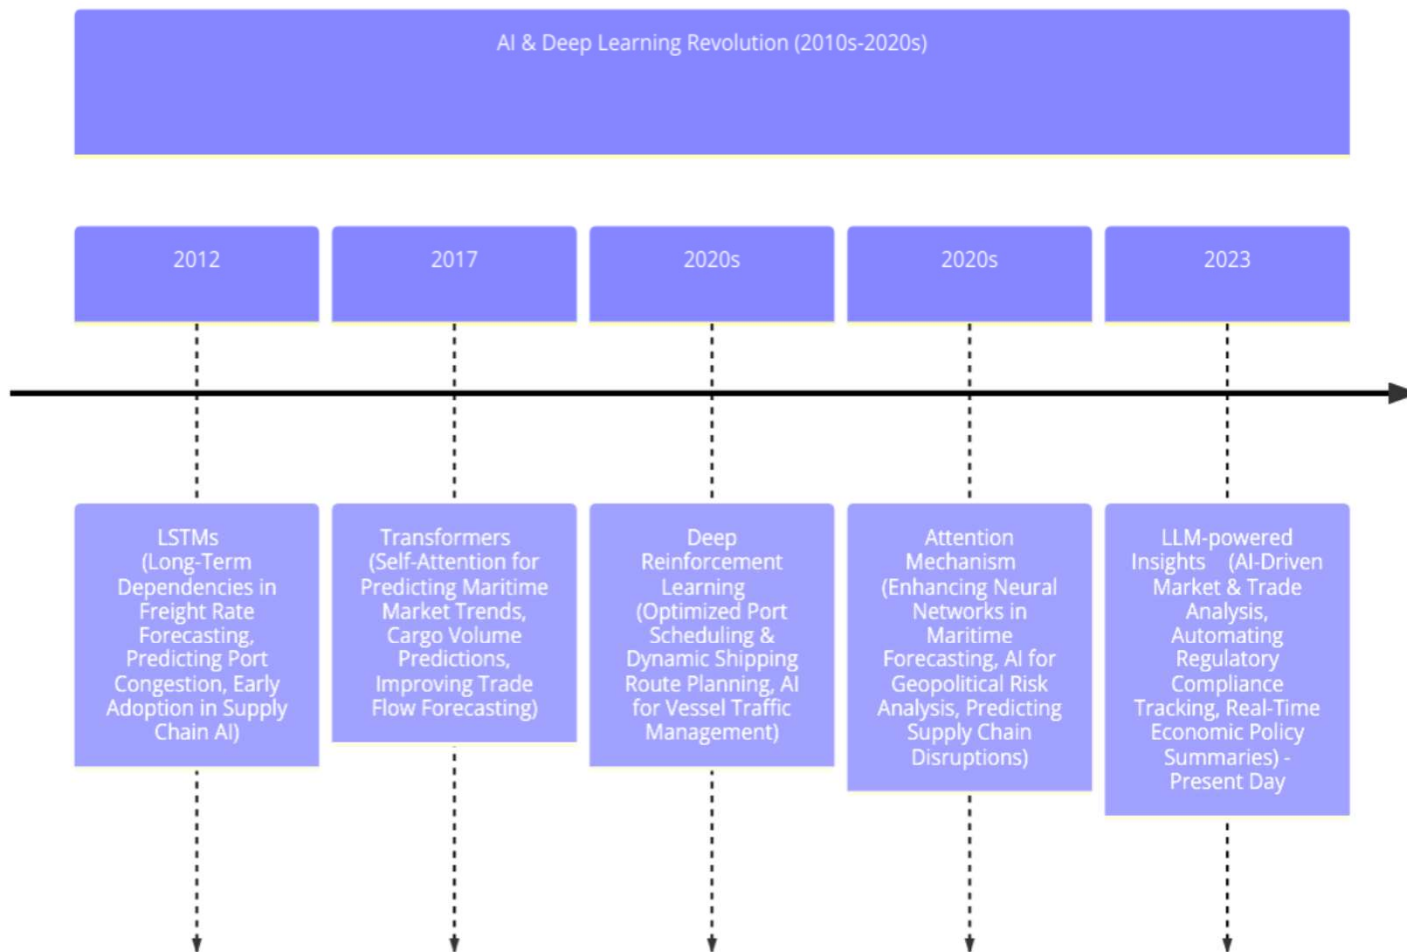 AI & Deep Learning Revolution (2010s-2020s)
2012
2017
2020s
2020s
2023
LSTMs
(Long-Term
Dependencies in
Freight Rate
Forecasting,
Predicting Port
Congestion, Early
Adoption in Supply
Chain AI)
Transformers
(Self-Attention for
Predicting Maritime
Market Trends,
Cargo Volume
Predictions,
Improving Trade
Flow Forecasting)
Deep
Reinforcement
Learning
(Optimized Port
Scheduling &
Dynamic Shipping
Route Planning, AI
for Vessel Traffic
Management)
Attention
Mechanism
(Enhancing Neural
Networks in
Maritime
Forecasting, AI for
Geopolitical Risk
Analysis, Predicting
Supply Chain
Disruptions)
LLM-powered
Insights (AI-Driven
Market & Trade
Analysis,
Automating
Regulatory
Compliance
Tracking, Real-Time
Economic Policy
Summaries) -
Present Day